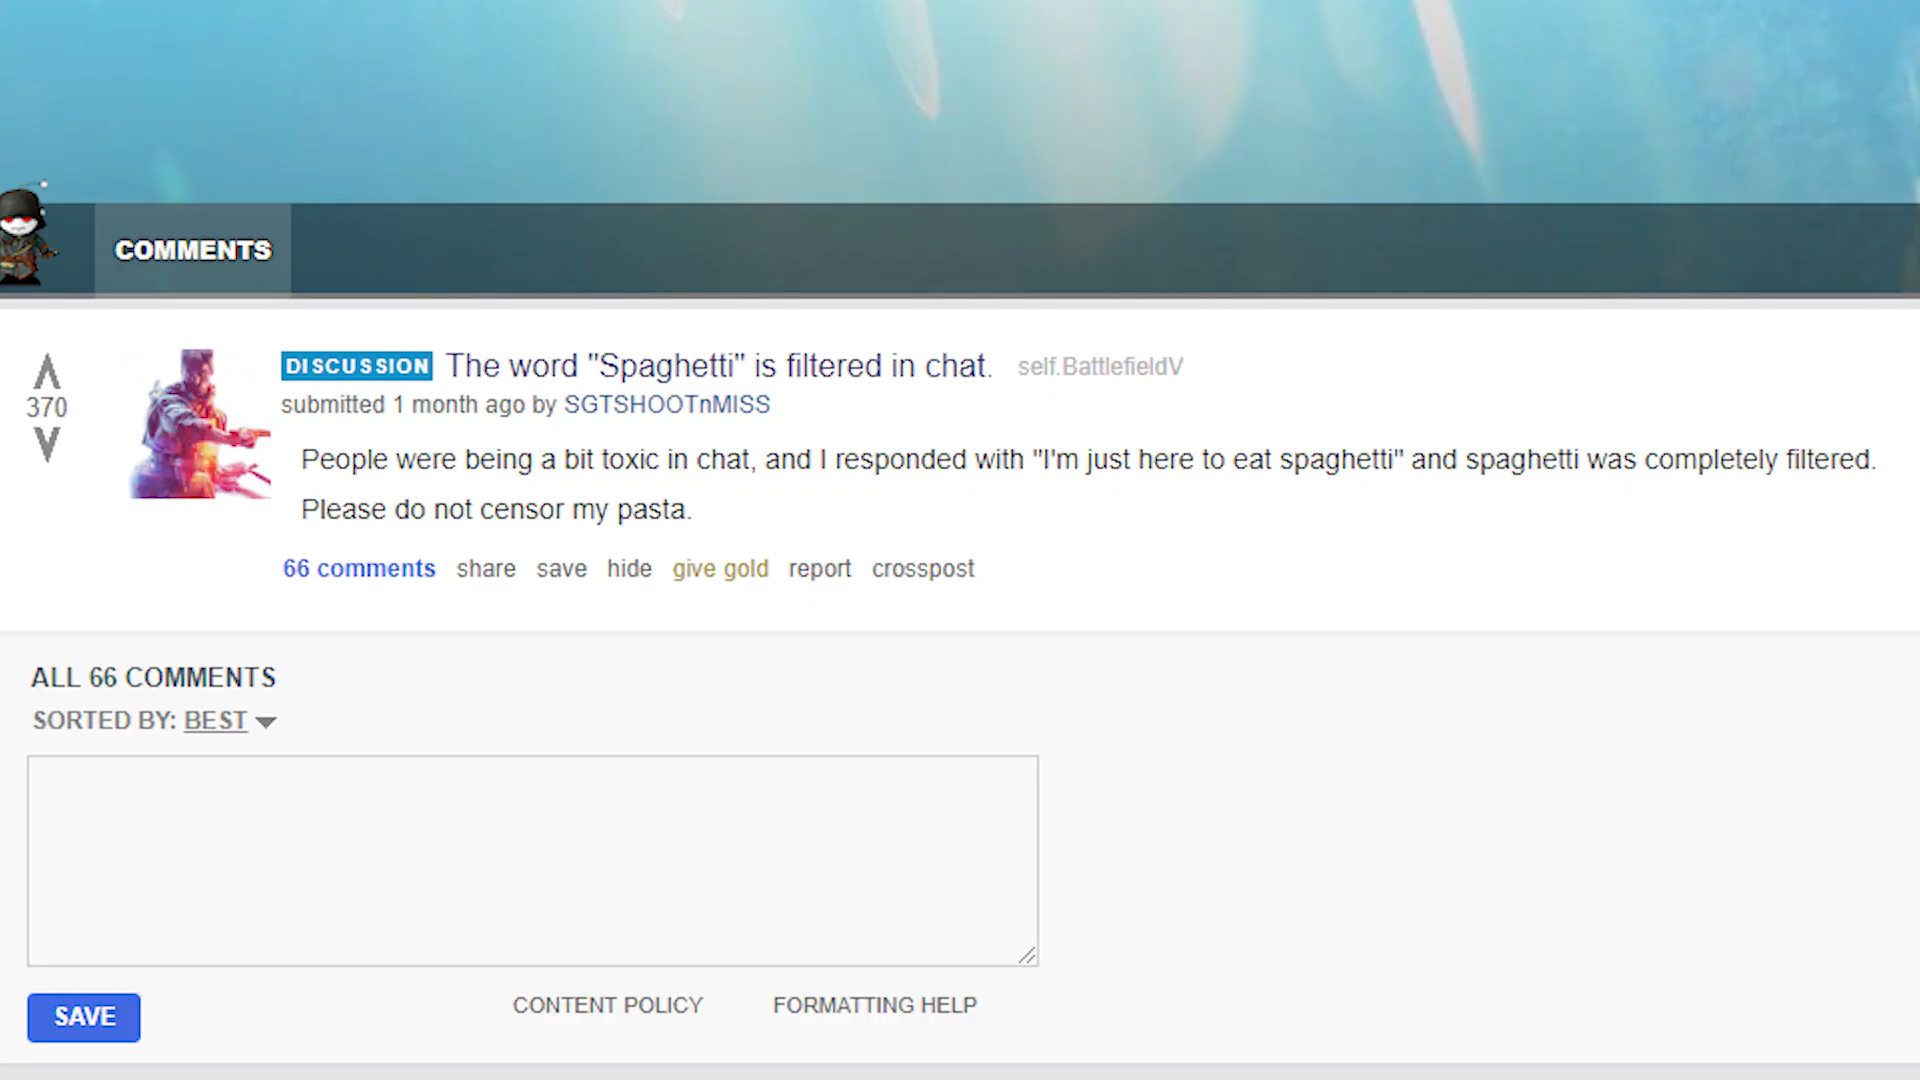 COMMENTS
DISCUSSION The word "Spaghetti" is filtered in chat. self.BattlefieldV
370
submitted 1 month ago by SGTSHOOTnMISS
People were being a bit toxic in chat, and I responded with "I'm just here to eat spaghetti" and spaghetti was completely filtered.
Please do not censor my pasta.
66 comments share save hide give gold report crosspost
ALL 66 COMMENTS
SORTED BY: BEST
SAVE CONTENT POLICY FORMATTING HELP